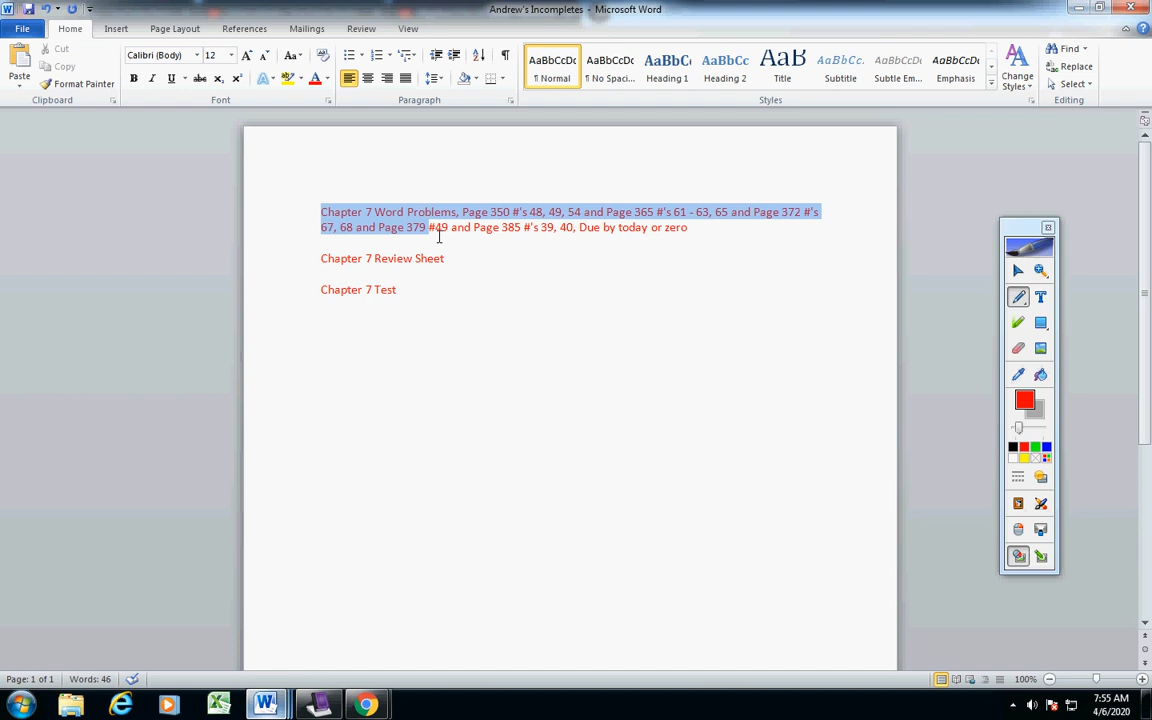 Andrew's Incompletes - Microsoft Word
File Home Insert Page Layout References Mailings Review View
Paste
Cut
Copy
Format Painter
Clipboard
Calibri (Body) 12
Font
Paragraph
AaBbCcDc AaBbCcDc AaBbCc AaBbCc AaB AaBbCc. AaBbCcDc AaBbCcDc
¶ Normal ¶ No Spaci... Heading 1 Heading 2 Title Subtitle Subtle Em... Emphasis
Styles
Change
Styles
Find
Replace
Select
Editing
Chapter 7 Word Problems, Page 350 #'s 48, 49, 54 and Page 365 #'s 61 - 63, 65 and Page 372 #'s
67, 68 and Page 379 #49 and Page 385 #'s 39, 40, Due by today or zero
Chapter 7 Review Sheet
Chapter 7 Test
Page: 1 of 1 Words: 46
100%
7:55 AM
4/6/2020